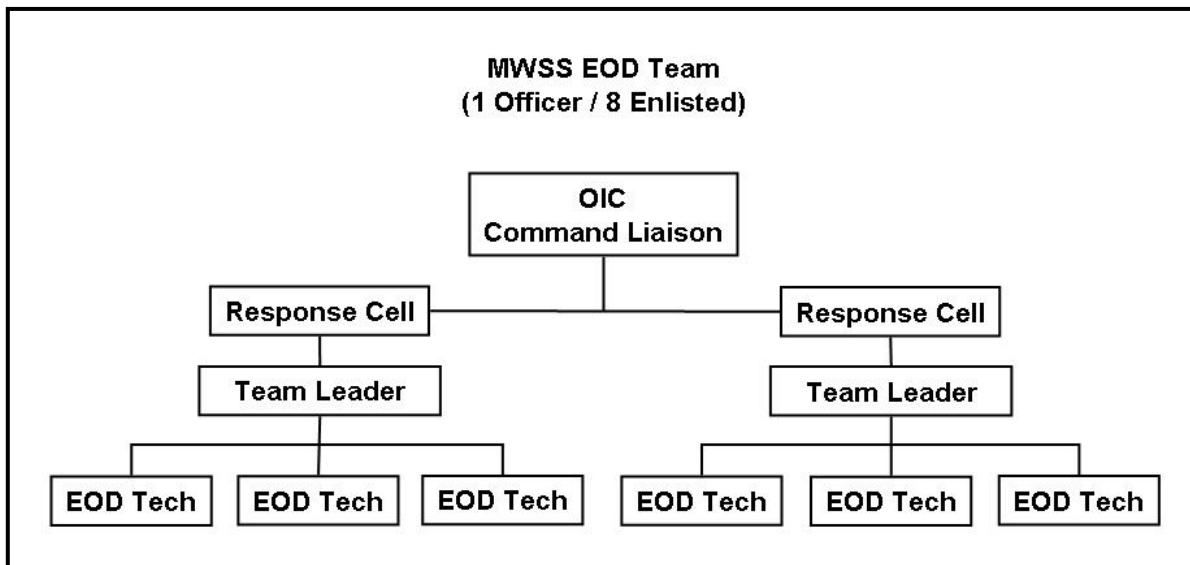 MWSS EOD Team
(1 Officer / 8 Enlisted)
OIC
Command Liaison
Response Cell
Response Cell
Team Leader
Team Leader
EOD Tech
EOD Tech
EOD Tech
EOD Tech
EOD Tech
EOD Tech